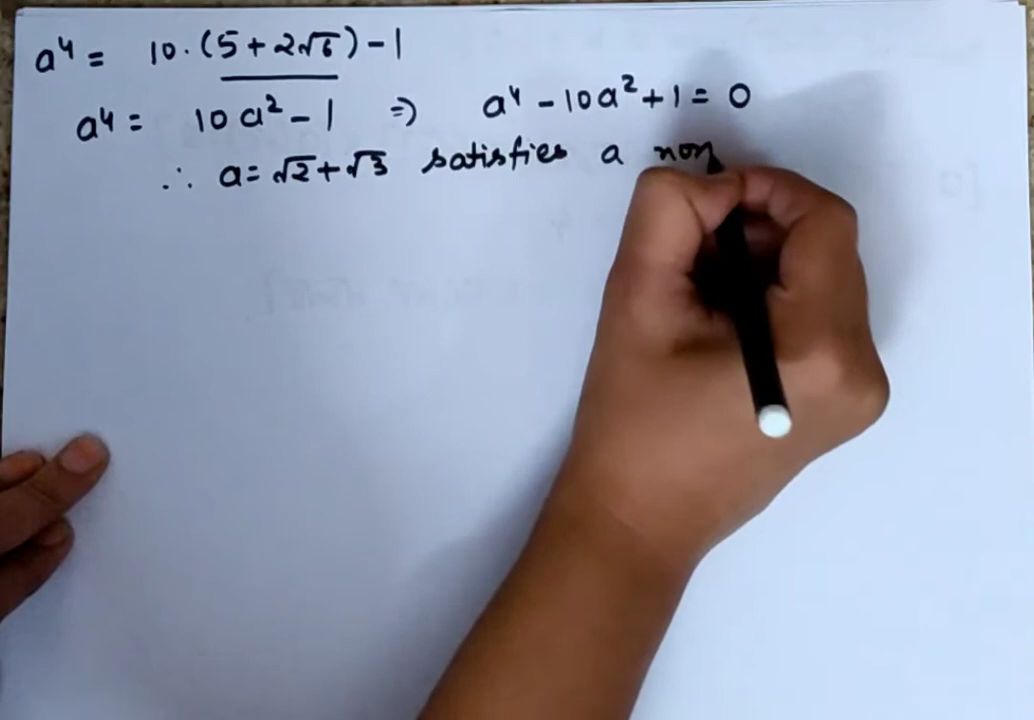 a⁴ = 10·(5+2√6)-1
a⁴ = 10a²-1 ⇒ a⁴-10a²+1=0
∴ a=√2+√3 satisfies a non